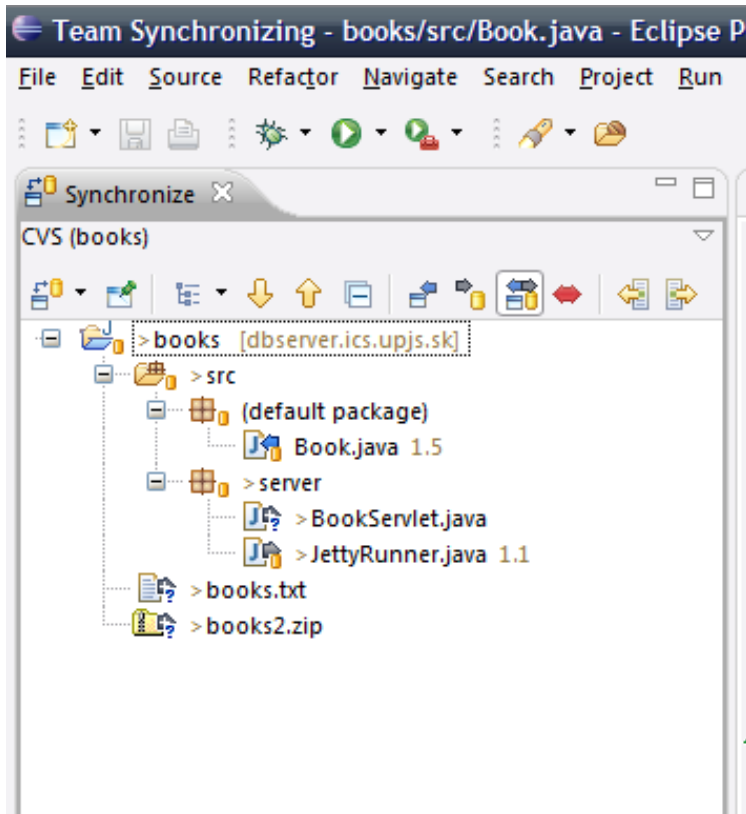 Team Synchronizing - books/src/Book.java - Eclipse P
File Edit Source Refactor Navigate Search Project Run
Synchronize
CVS (books)
>books [dbserver.ics.upjs.sk]
>src
(default package)
Book.java 1.5
>server
>BookServlet.java
>JettyRunner.java 1.1
>books.txt
>books2.zip